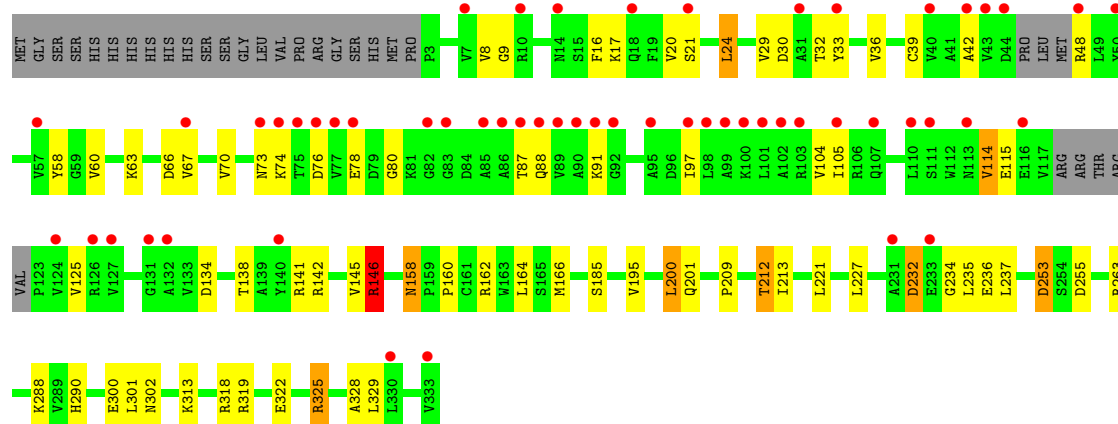 MET GLY SER SER HIS HIS HIS HIS HIS HIS SER SER GLY LEU VAL PRO ARG GLY SER HIS MET PRO P3 V7 V8 G9 R10 N14 S15 F16 K17 Q18 F19 V20 S21 L24 V29 D30 A31 T32 Y33 V36 C39 V40 A41 A42 V43 D44 PRO LEU MET R48 L49 Y50
V57 Y58 G59 V60 K63 D66 V67 V70 N73 K74 T75 D76 V77 E78 D79 G80 K81 G82 G83 D84 A85 A86 T87 Q88 V89 A90 K91 G92 A95 D96 I97 L98 A99 K100 L101 A102 R103 V104 I105 R106 Q107 L110 S111 W112 N113 V114 E115 E116 V117 ARG ARG THR ARG
VAL P123 V124 V125 R126 V127 G131 A132 V133 D134 T138 A139 Y140 R141 R142 V145 R146 N158 P159 P160 C161 R162 W163 L164 S165 M166 S185 V195 L200 Q201 P209 T212 I213 L221 L227 A231 D232 E233 G234 L235 E236 L237 D253 S254 D255 R263
K288 V289 H290 E300 L301 N302 K313 R318 R319 E322 R325 A328 L329 L330 V333